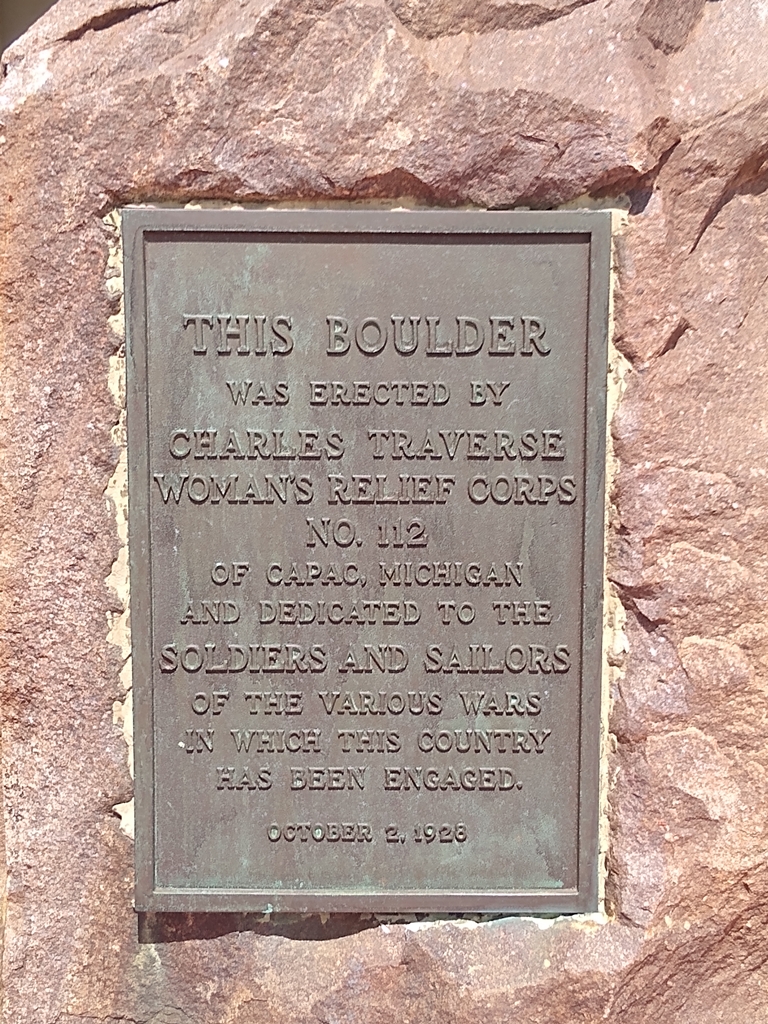 THIS BOULDER
WAS ERECTED BY
CHARLES TRAVERSE
WOMAN'S RELIEF CORPS
NO. 112
OF CAPAC, MICHIGAN
AND DEDICATED TO THE
SOLDIERS AND SAILORS
OF THE VARIOUS WARS
IN WHICH THIS COUNTRY
HAS BEEN ENGAGED.
OCTOBER 2, 1928